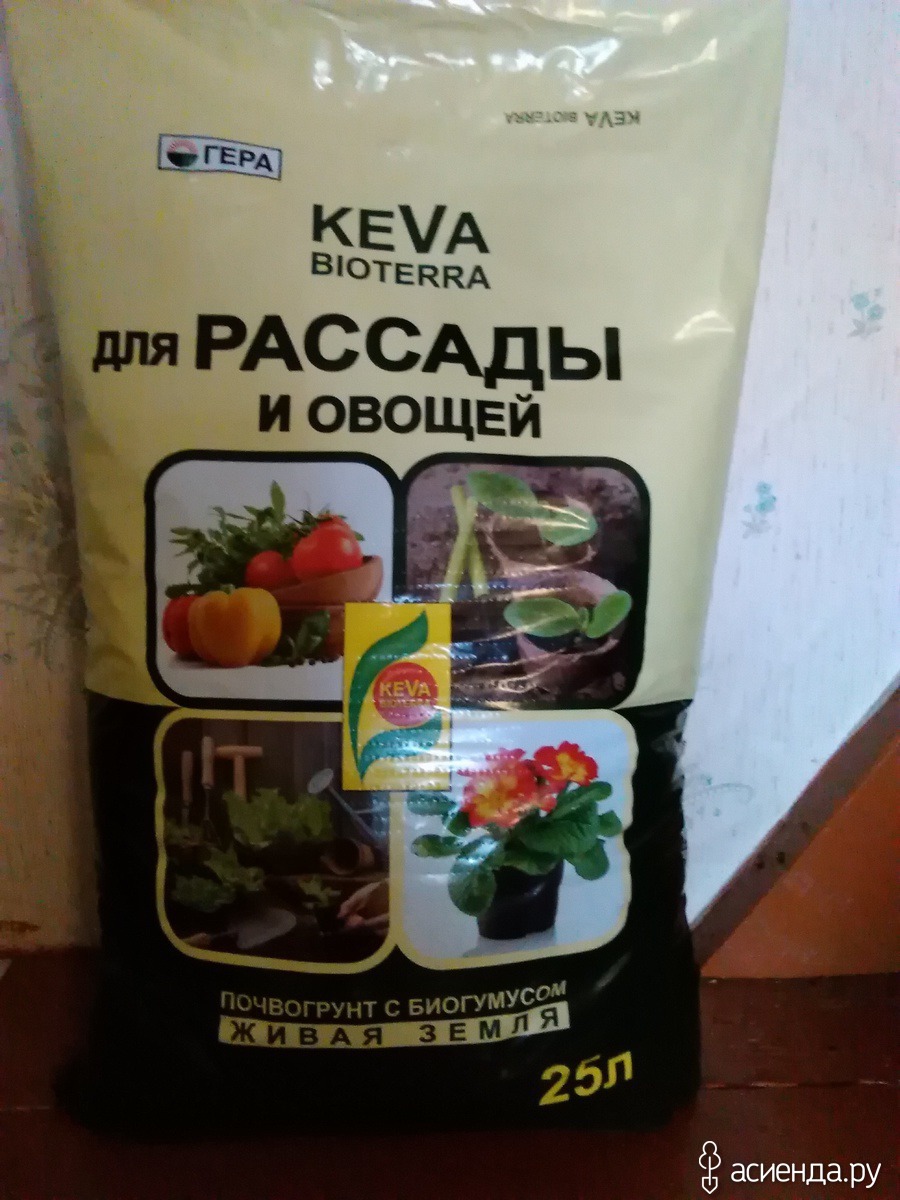 KEVA BIOTERRA
ГЕРА
KEVA
BIOTERRA
для РАССАДЫ
И ОВОЩЕЙ
KEVA
BIOTERRA
ПОЧВОГРУНТ С БИОГУМУСОМ
ЖИВАЯ ЗЕМЛЯ
25л
асиенда.ру